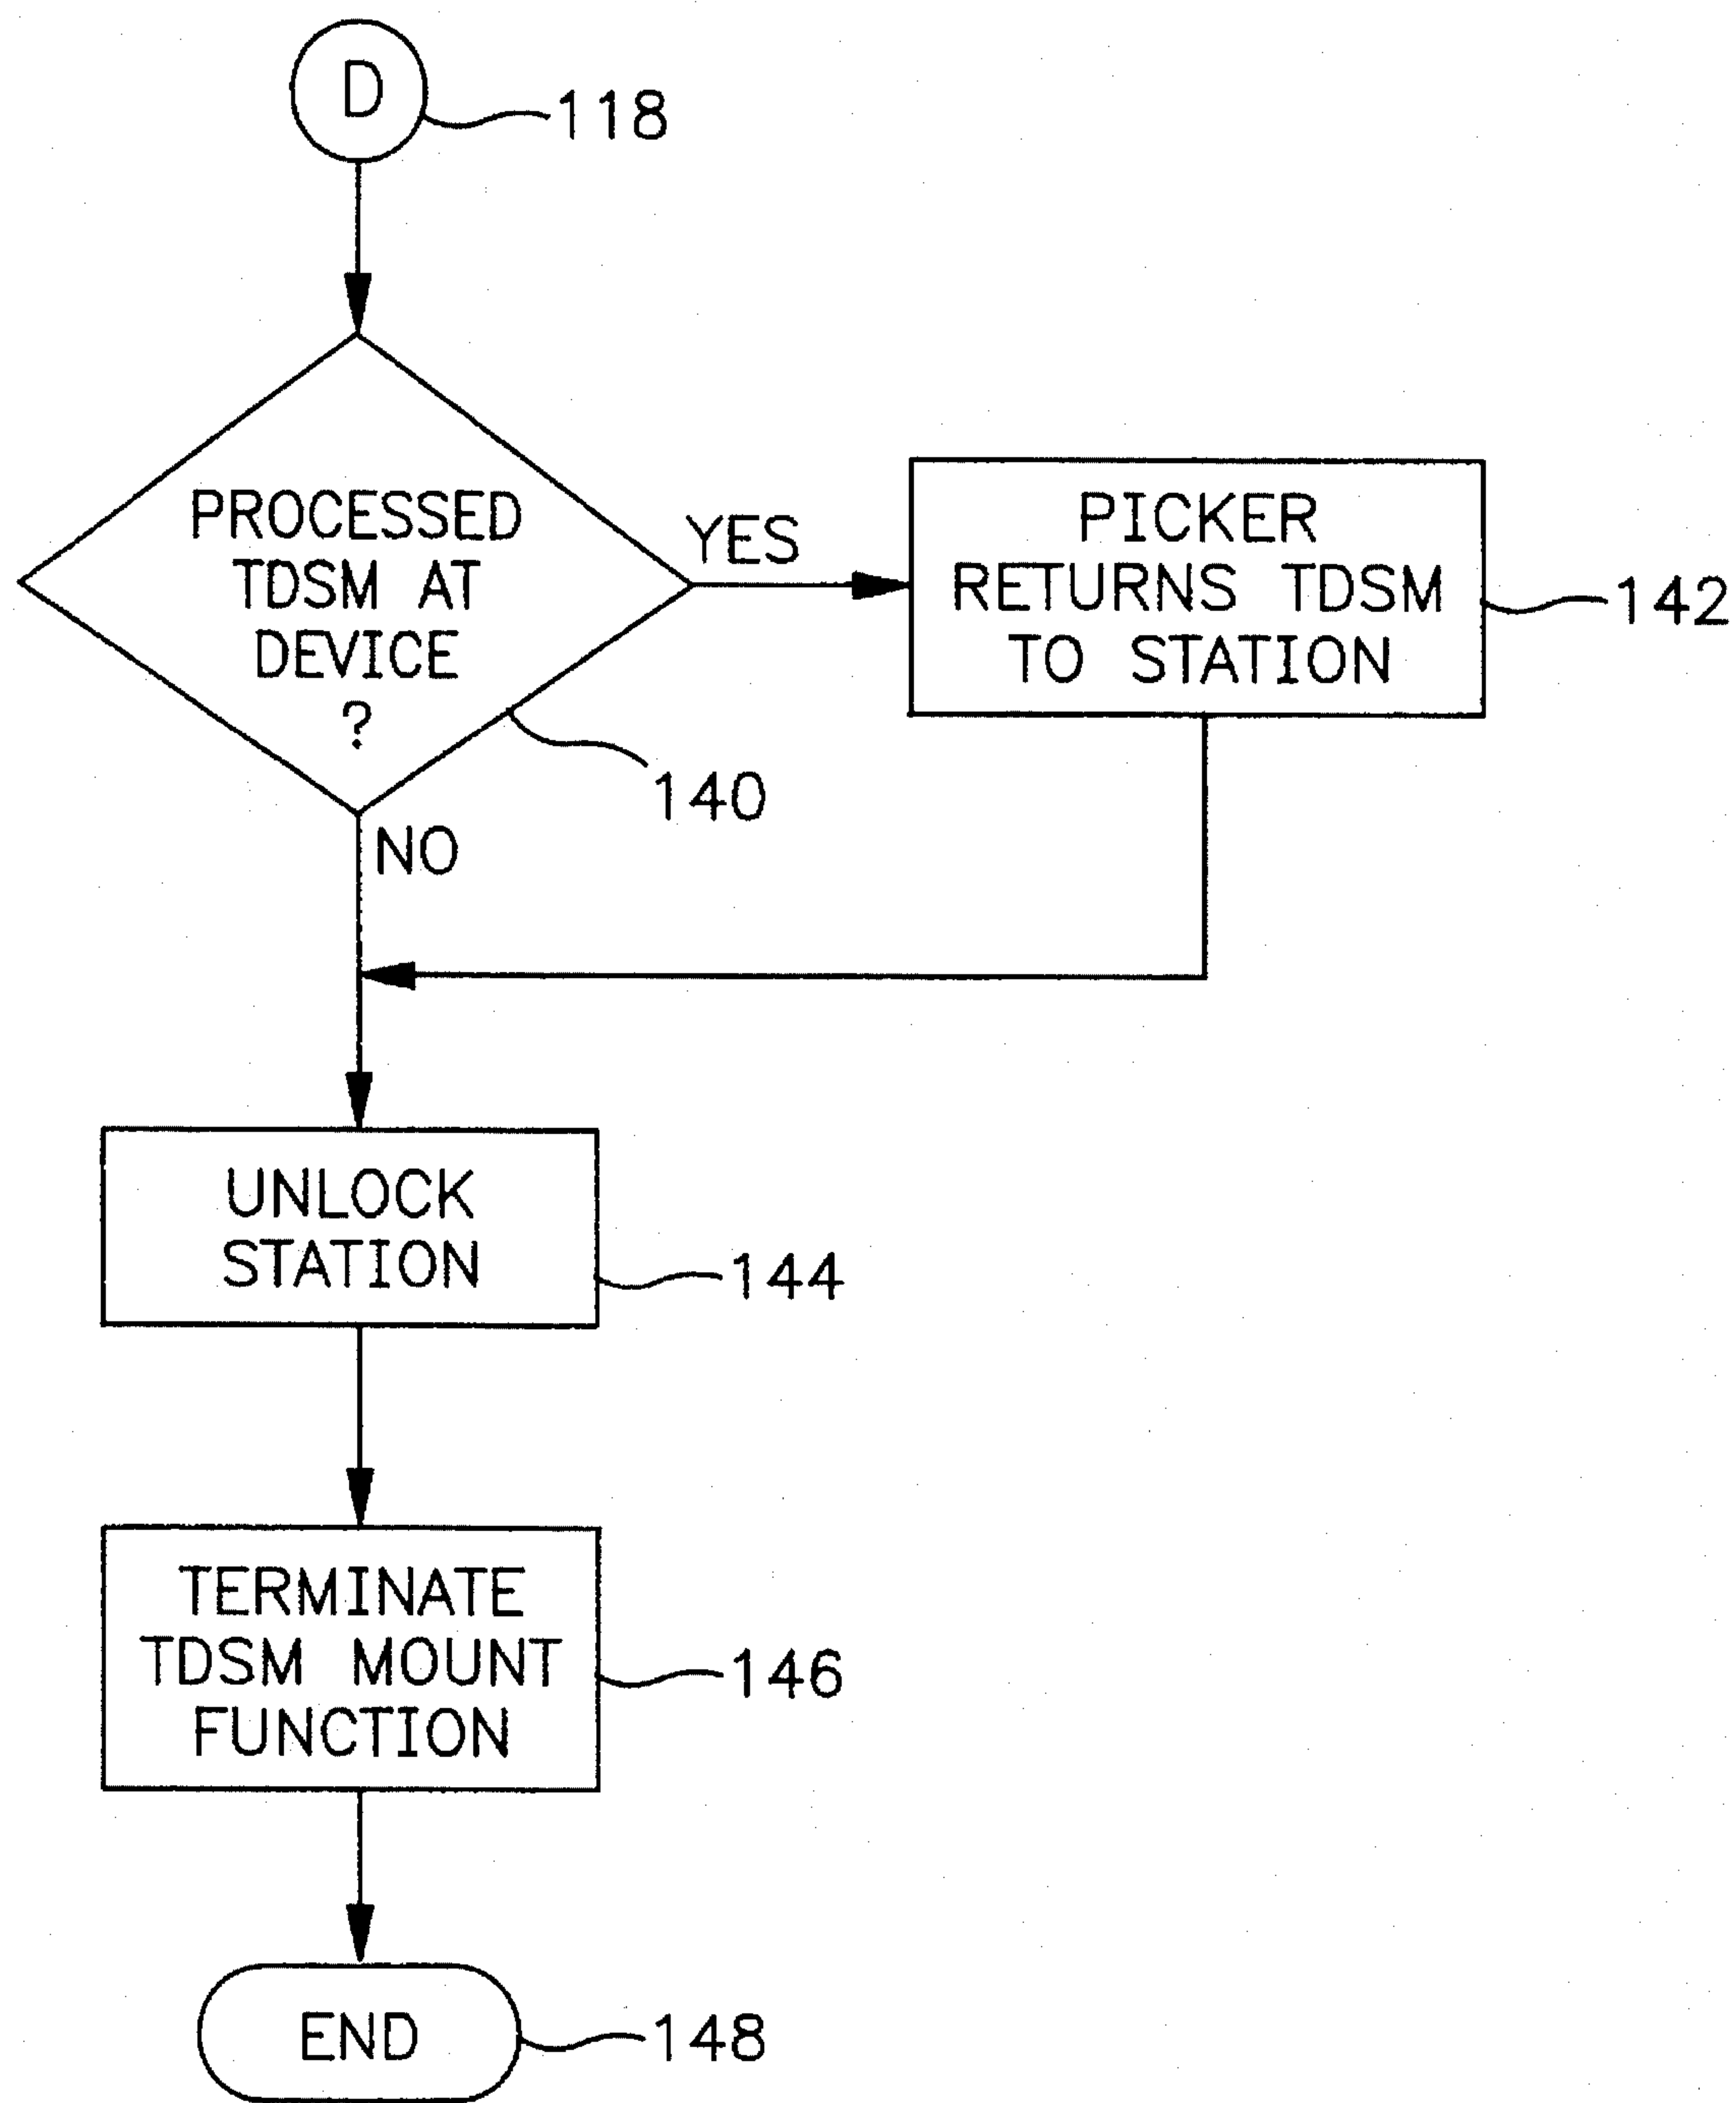 D
118
PROCESSED
TDSM AT
DEVICE
?
140
YES
PICKER
RETURNS TDSM
TO STATION
142
NO
UNLOCK
STATION
144
TERMINATE
TDSM MOUNT
FUNCTION
146
END
148